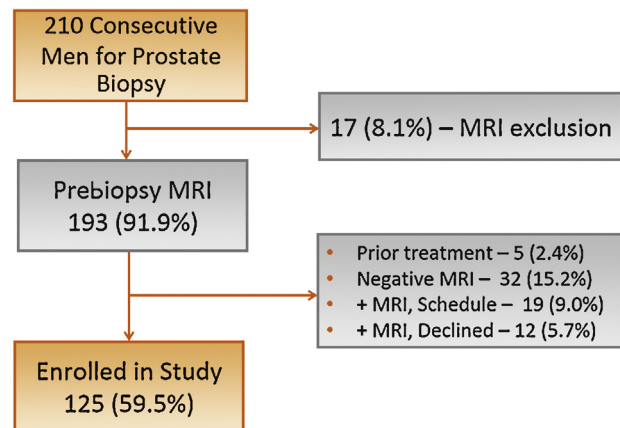 210 Consecutive
Men for Prostate
Biopsy
17 (8.1%) – MRI exclusion
Prebiopsy MRI
193 (91.9%)
• Prior treatment – 5 (2.4%)
• Negative MRI – 32 (15.2%)
• + MRI, Schedule – 19 (9.0%)
• + MRI, Declined – 12 (5.7%)
Enrolled in Study
125 (59.5%)